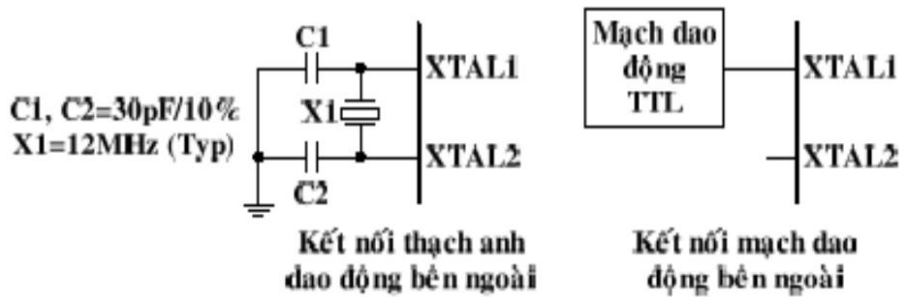 C1
XTAL1
C1, C2=30pF/10%
X1=12MHz (Typ)
X1
XTAL2
C2
Kết nối thạch anh
dao động bên ngoài
Mạch dao
động
TTL
XTAL1
XTAL2
Kết nối mạch dao
động bên ngoài